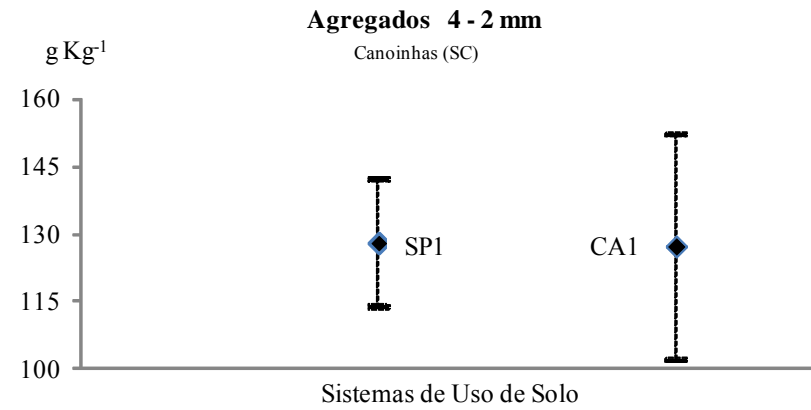 Agregados 4 - 2 mm
g Kg-1
Canoinhas (SC)
160
145
130
SP1
CA1
115
100
Sistemas de Uso de Solo